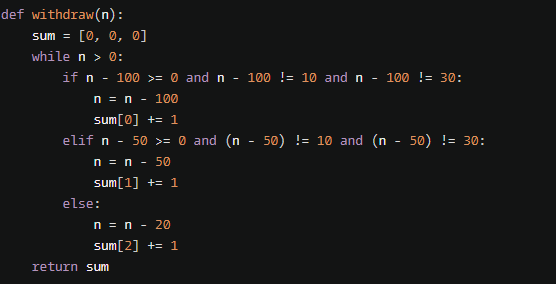 def withdraw(n):
    sum = [0, 0, 0]
    while n > 0:
        if n - 100 >= 0 and n - 100 != 10 and n - 100 != 30:
            n = n - 100
            sum[0] += 1
        elif n - 50 >= 0 and (n - 50) != 10 and (n - 50) != 30:
            n = n - 50
            sum[1] += 1
        else:
            n = n - 20
            sum[2] += 1
    return sum